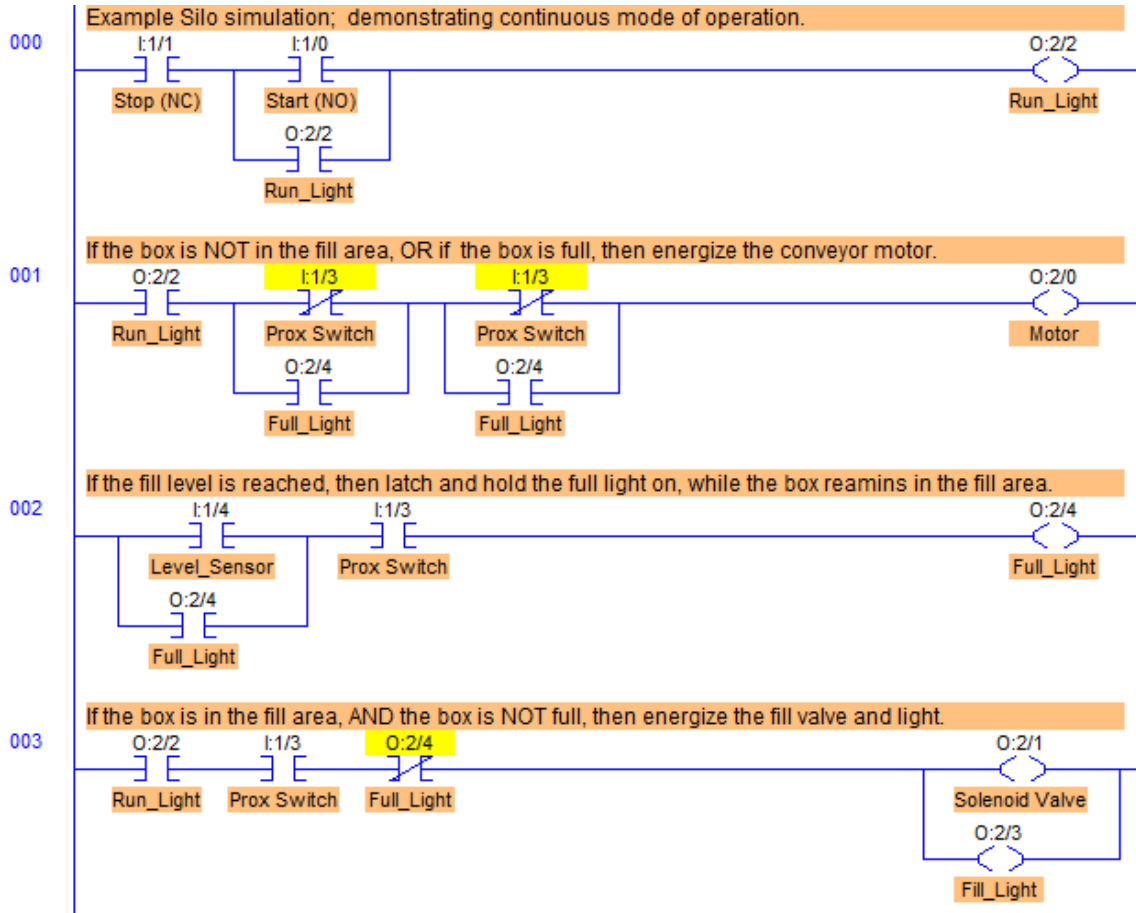 Example Silo simulation; demonstrating continuous mode of operation.
000
I:1/1 I:1/0 O:2/2
Stop (NC) Start (NO) Run_Light
O:2/2
Run_Light
If the box is NOT in the fill area, OR if the box is full, then energize the conveyor motor.
001
O:2/2 I:1/3 I:1/3 O:2/0
Run_Light Prox Switch Prox Switch Motor
O:2/4 O:2/4
Full_Light Full_Light
If the fill level is reached, then latch and hold the full light on, while the box reamins in the fill area.
002
I:1/4 I:1/3 O:2/4
Level_Sensor Prox Switch Full_Light
O:2/4
Full_Light
If the box is in the fill area, AND the box is NOT full, then energize the fill valve and light.
003
O:2/2 I:1/3 O:2/4 O:2/1
Run_Light Prox Switch Full_Light Solenoid Valve
O:2/3
Fill_Light